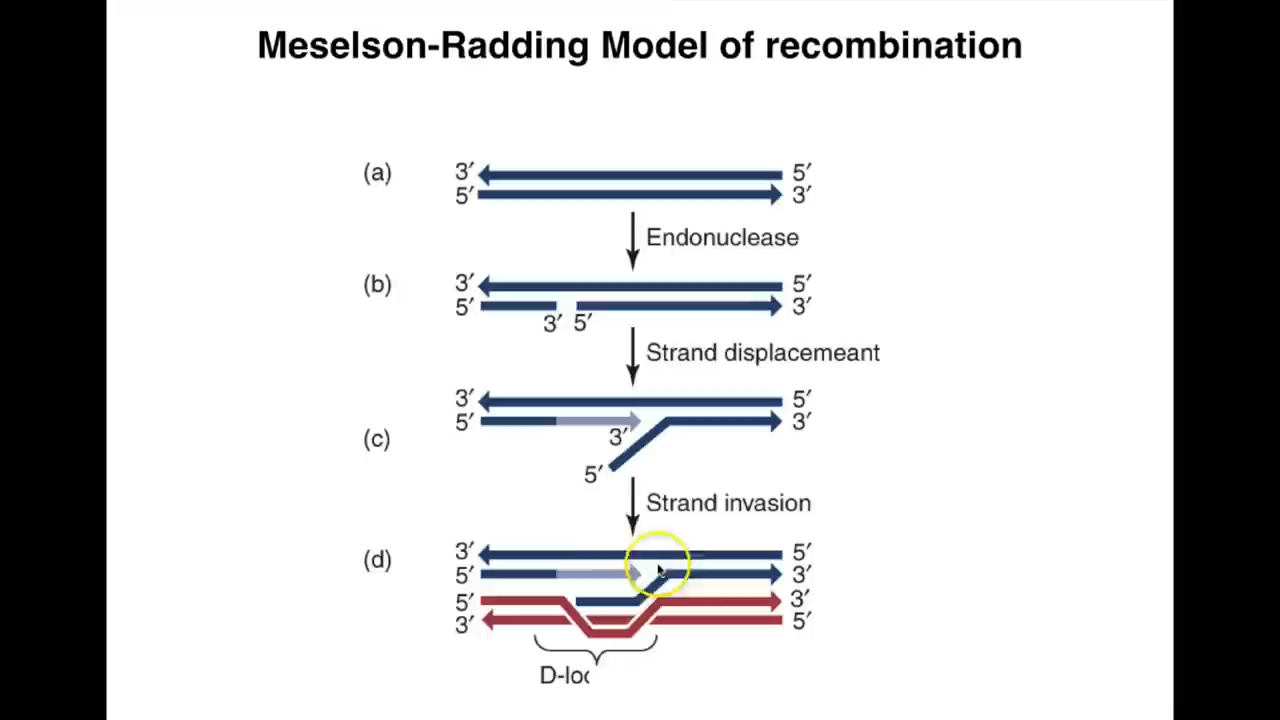 Meselson-Radding Model of recombination
(a) 3′ 5′
5′ 3′
Endonuclease
(b) 3′ 5′
5′ 3′
3′ 5′
Strand displacemeant
3′ 5′
5′ 3′
(c) 3′
5′
Strand invasion
(d) 3′ 5′
5′ 3′
5′ 3′
3′ 5′